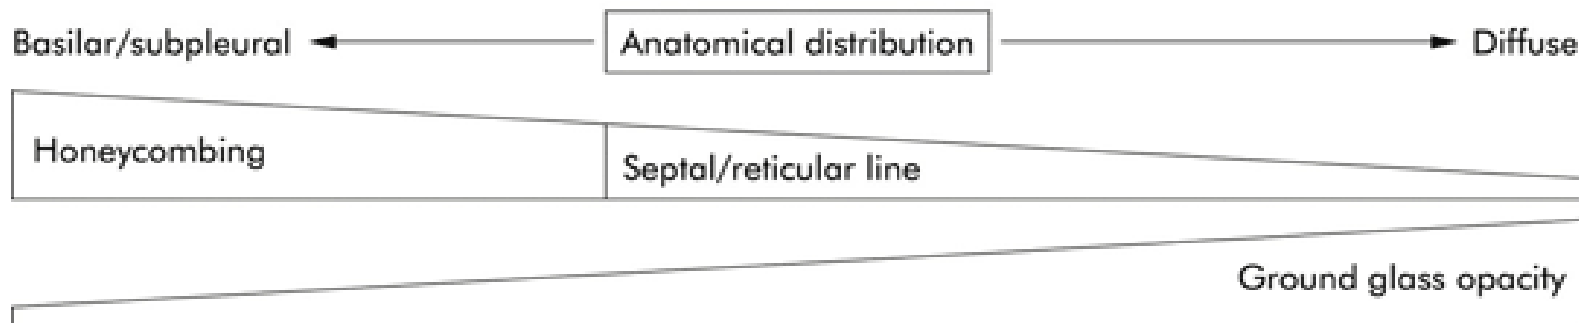 Basilar/subpleural Anatomical distribution Diffuse
Honeycombing
Septal/reticular line
Ground glass opacity